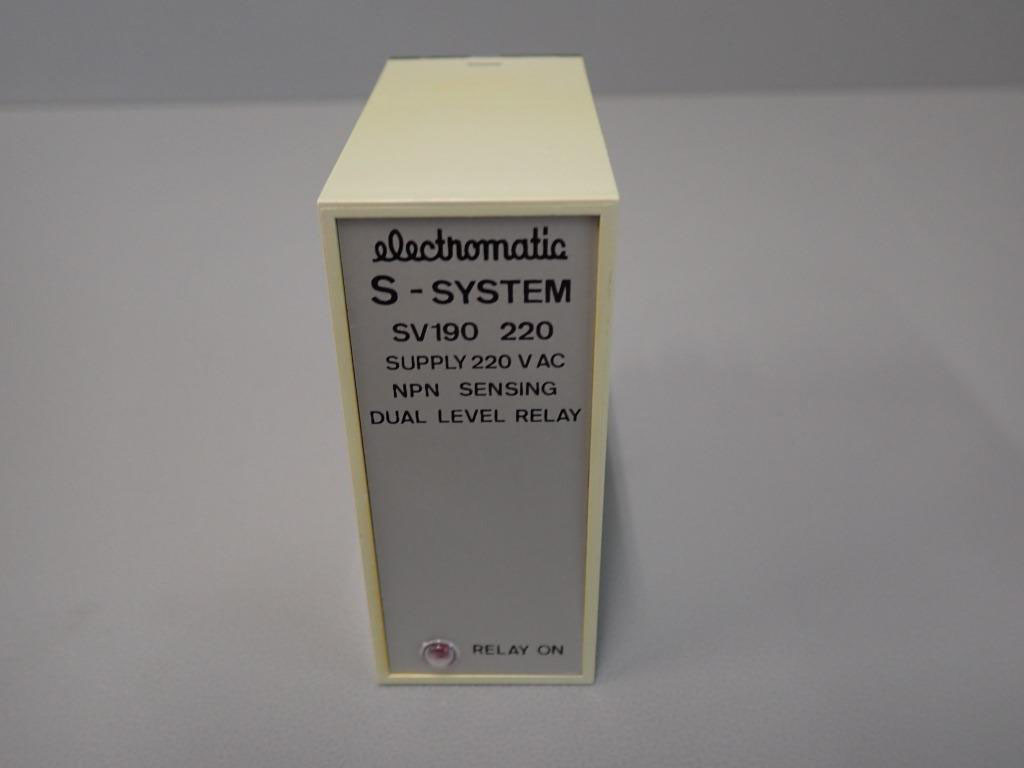 electromatic
S - SYSTEM
SV190 220
SUPPLY 220 V AC
NPN SENSING
DUAL LEVEL RELAY
RELAY ON